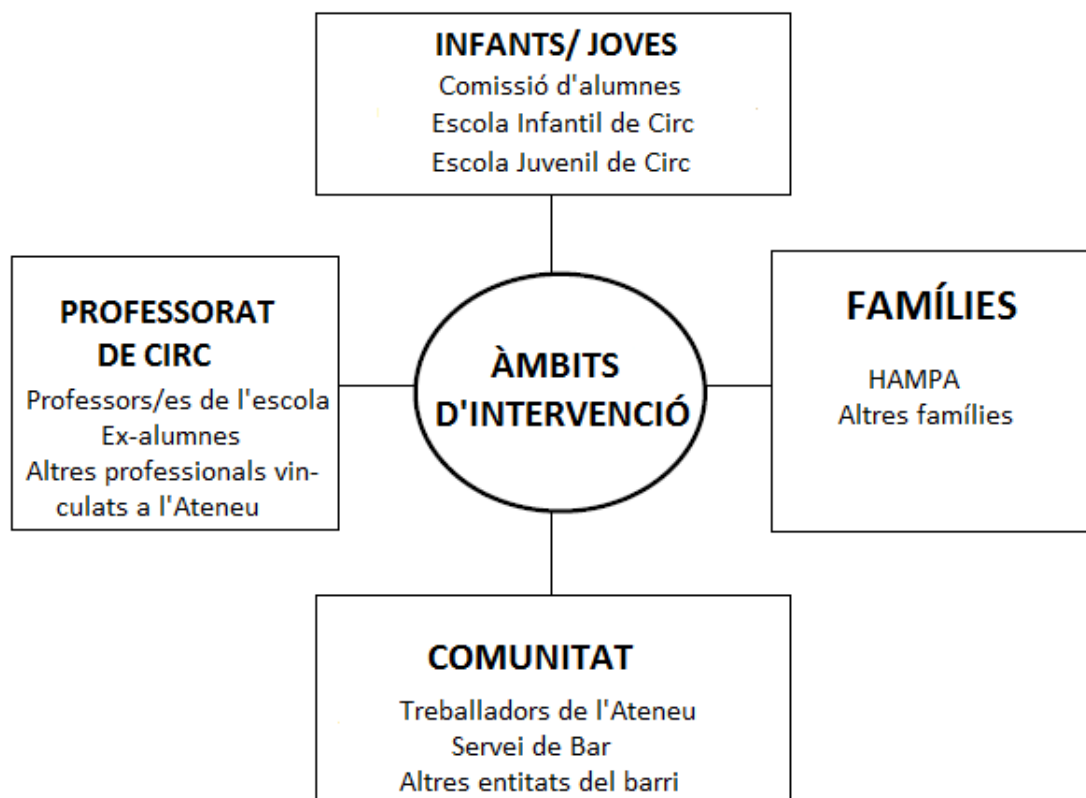 INFANTS/ JOVES
Comissió d'alumnes
Escola Infantil de Circ
Escola Juvenil de Circ
PROFESSORAT
DE CIRC
Professors/es de l'escola
Ex-alumnes
Altres professionals vin-
culats a l'Ateneu
ÀMBITS
D'INTERVENCIÓ
FAMÍLIES
HAMPA
Altres famílies
COMUNITAT
Treballadors de l'Ateneu
Servei de Bar
Altres entitats del barri